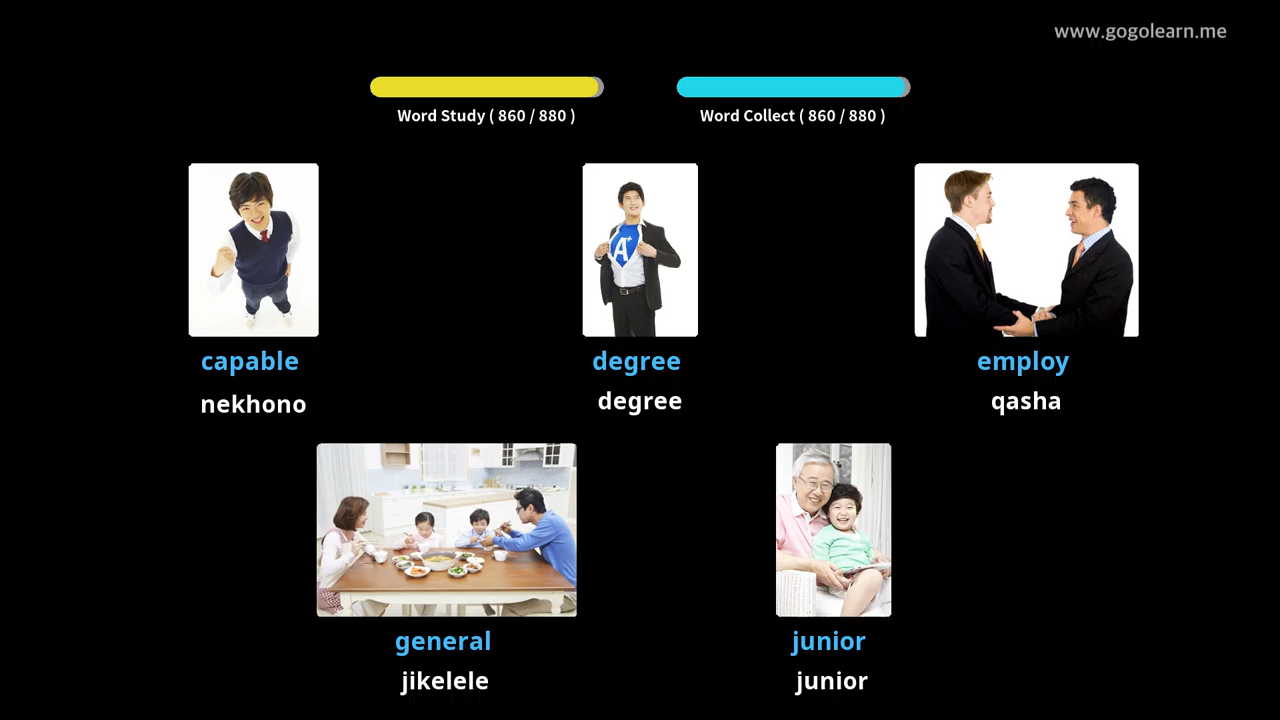 www.gogolearn.me
Word Study ( 860 / 880 )
Word Collect ( 860 / 880 )
A+
capable
degree
employ
nekhono
degree
qasha
general
junior
jikelele
junior